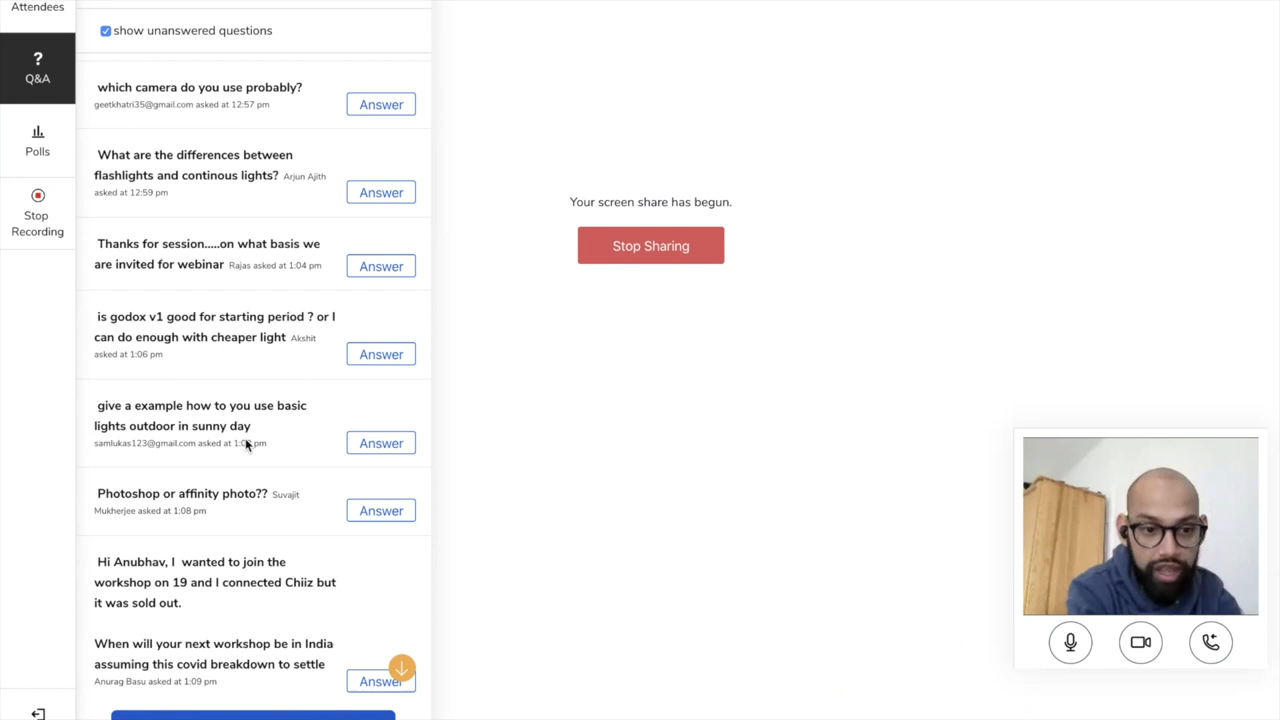 Attendees
show unanswered questions
?
Q&A
which camera do you use probably?
geetkhatri35@gmail.com asked at 12:57 pm
Answer
Polls
What are the differences between
flashlights and continous lights? Arjun Ajith
asked at 12:59 pm
Answer
Stop
Recording
Your screen share has begun.
Stop Sharing
Thanks for session.....on what basis we
are invited for webinar Rajas asked at 1:04 pm
Answer
is godox v1 good for starting period ? or I
can do enough with cheaper light Akshit
asked at 1:06 pm
Answer
give a example how to you use basic
lights outdoor in sunny day
samlukas123@gmail.com asked at pm
Answer
Photoshop or affinity photo?? Suvajit
Mukherjee asked at 1:08 pm
Answer
Hi Anubhav, I wanted to join the
workshop on 19 and I connected Chiiz but
it was sold out.
When will your next workshop be in India
assuming this covid breakdown to settle
Anurag Basu asked at 1:09 pm
Answer